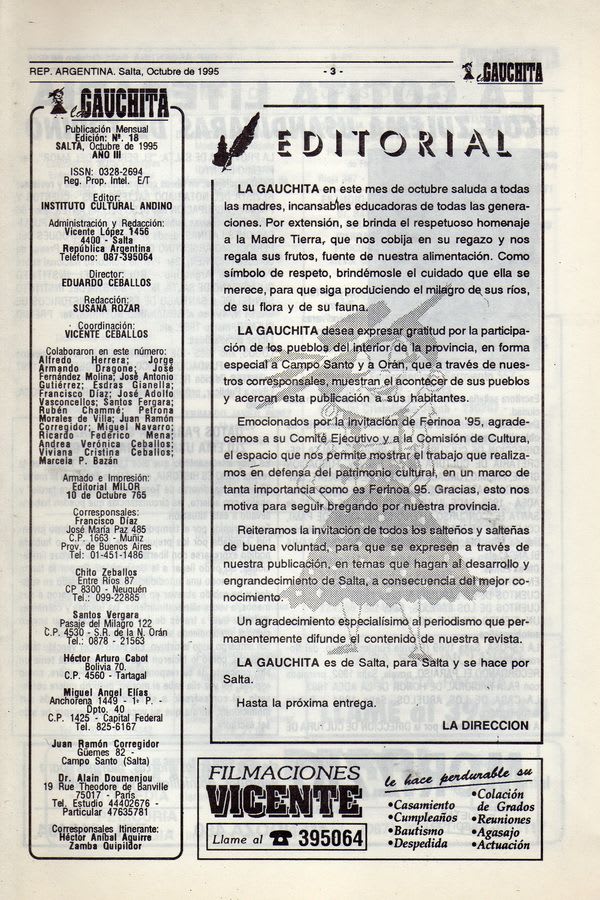 REP. ARGENTINA. Salta, Octubre de 1995
- 3 -
la GAUCHITA
la GAUCHITA
Publicación Mensual
Edición: Nº. 18
SALTA, Octubre de 1995
AÑO III
ISSN: 0328-2694
Reg. Prop. Intel. E/T
Editor:
INSTITUTO CULTURAL ANDINO
Administración y Redacción:
Vicente López 1456
4400 - Salta
República Argentina
Teléfono: 087-395064
Director:
EDUARDO CEBALLOS
Redacción:
SUSANA ROZAR
Coordinación:
VICENTE CEBALLOS
Colaboraron en este número:
Alfredo Herrera; Jorge
Armando Dragone; José
Fernández Molina; José Antonio
Gutiérrez; Esdras Gianella;
Francisco Díaz; José Adolfo
Vasconcellos; Santos Fergara;
Rubén Chammé; Petrona
Morales de Villa; Juan Ramón
Corregidor; Miguel Navarro;
Ricardo Federico Mena;
Andrea Verónica Ceballos;
Viviana Cristina Ceballos;
Marcela P. Bazán
Armado e Impresión:
Editorial MILOR
10 de Octubre 765
Corresponsales:
Francisco Díaz
José María Paz 485
C.P. 1663 - Muñiz
Prov. de Buenos Aires
Tel: 01-451-1486
Chito Zeballos
Entre Ríos 87
CP 8300 - Neuquén
Tel.: 099-22885
Santos Vergara
Pasaje del Milagro 122
C.P. 4530 - S.R. de la N. Orán
Tel.: 0878 - 21563
Héctor Arturo Cabot
Bolivia 70.
C.P. 4560 - Tartagal
Miguel Angel Elías
Anchorena 1449 - 1º P. -
Dpto. 40
C.P. 1425 - Capital Federal
Tel. 825-6167
Juan Ramón Corregidor
Güemes 82 -
Campo Santo (Salta)
Dr. Alain Doumenjou
19 Rue Theodore de Banville
75017 - París
Tel. Estudio 44402676 -
Particular 47635781
Corresponsales Itinerante:
Héctor Aníbal Aguirre
Zamba Quipildor
EDITORIAL
LA GAUCHITA en este mes de octubre saluda a todas
las madres, incansables educadoras de todas las genera-
ciones. Por extensión, se brinda el respetuoso homenaje
a la Madre Tierra, que nos cobija en su regazo y nos
regala sus frutos, fuente de nuestra alimentación. Como
símbolo de respeto, brindémosle el cuidado que ella se
merece, para que siga produciendo el milagro de sus ríos,
de su flora y de su fauna.
LA GAUCHITA desea expresar gratitud por la participa-
ción de los pueblos del interior de la provincia, en forma
especial a Campo Santo y a Orán, que a través de nues-
tros corresponsales, muestran el acontecer de sus pueblos
y acercan esta publicación a sus habitantes.
Emocionados por la invitación de Ferinoa '95, agrade-
cemos a su Comité Ejecutivo y a la Comisión de Cultura,
el espacio que nos permite mostrar el trabajo que realiza-
mos en defensa del patrimonio cultural, en un marco de
tanta importancia como es Ferinoa 95. Gracias, esto nos
motiva para seguir bregando por nuestra provincia.
Reiteramos la invitación de todos los salteños y salteñas
de buena voluntad, para que se expresen a través de
nuestra publicación, en temas que hagan al desarrollo y
engrandecimiento de Salta, a consecuencia del mejor co-
nocimiento.
Un agradecimiento especialísimo al periodismo que per-
manentemente difunde el contenido de nuestra revista.
LA GAUCHITA es de Salta, para Salta y se hace por
Salta.
Hasta la próxima entrega.
LA DIRECCION
FILMACIONES
VICENTE
Llame al ☎ 395064
le hace perdurable su
•Casamiento
•Cumpleaños
•Bautismo
•Despedida
•Colación
de Grados
•Reuniones
•Agasajo
•Actuación